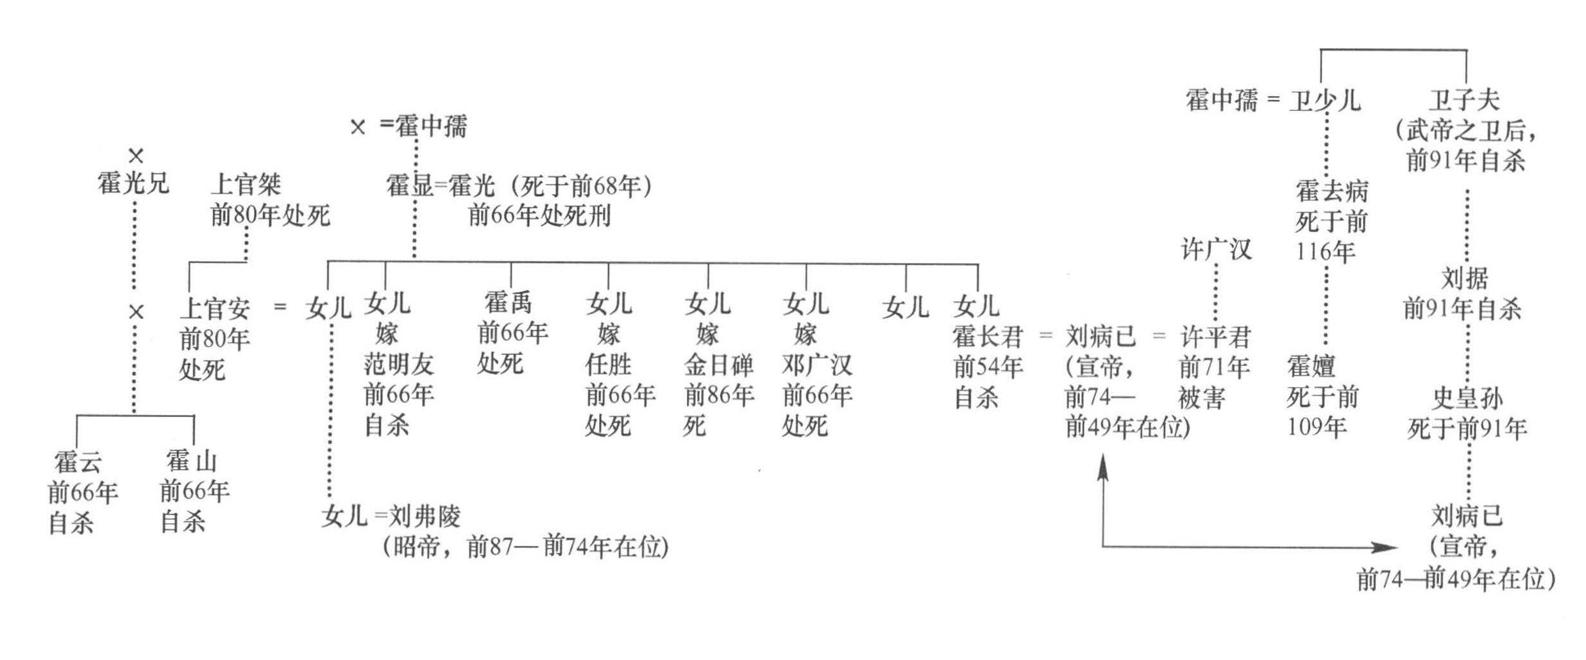 霍中孺 = 卫少儿
卫子夫
(武帝之卫后，
前91年自杀
× =霍中孺
×
霍光兄
上官桀
前80年处死
霍显=霍光（死于前68年）
前66年处死刑
霍去病
死于前
116年
许广汉
刘据
前91年自杀
×
上官安
前80年
处死
=
女儿
女儿
嫁
范明友
前66年
自杀
霍禹
前66年
处死
女儿
嫁
任胜
前66年
处死
女儿
嫁
金日磾
前86年
死
女儿
嫁
邓广汉
前66年
处死
女儿
女儿
霍长君
前54年
自杀
=
刘病已
(宣帝，
前74—
前49年在位)
=
许平君
前71年
被害
霍嬗
死于前
109年
史皇孙
死于前91年
霍云
前66年
自杀
霍山
前66年
自杀
女儿=刘弗陵
(昭帝，前87—前74年在位)
刘病已
(宣帝，
前74—前49年在位)